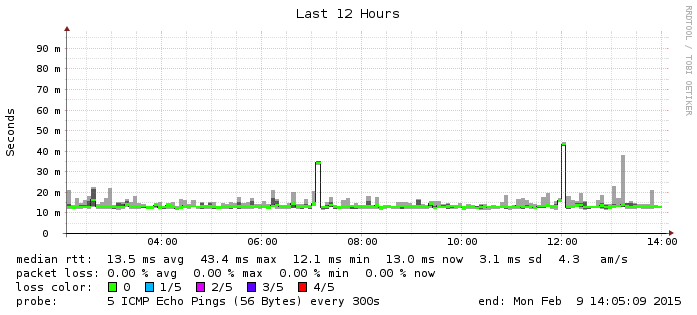 Last 12 Hours
RRDTOOL / TOBI OETIKER
Seconds
90 m
80 m
70 m
60 m
50 m
40 m
30 m
20 m
10 m
0
04:00 06:00 08:00 10:00 12:00 14:00
median rtt: 13.5 ms avg 43.4 ms max 12.1 ms min 13.0 ms now 3.1 ms sd 4.3 am/s
packet loss: 0.00 % avg 0.00 % max 0.00 % min 0.00 % now
loss color: 0 1/5 2/5 3/5 4/5
probe: 5 ICMP Echo Pings (56 Bytes) every 300s end: Mon Feb 9 14:05:09 2015